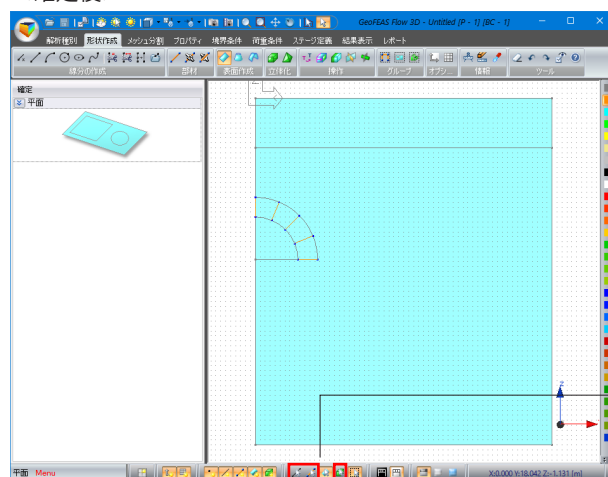 GeoFEAS Flow 3D - Untitled [P - 1] [BC - 1]
解析種別 形状作成 メッシュ分割 プロパティ 境界条件 荷重条件 ステージ定義 結果表示 レポート
線分の作成 部材 表面作成 立体化 操作 グループ オプシ... 情報 ツール
確定
平面
z
平面 Menu X:0.000 Y:18.042 Z:-1.131 [m]